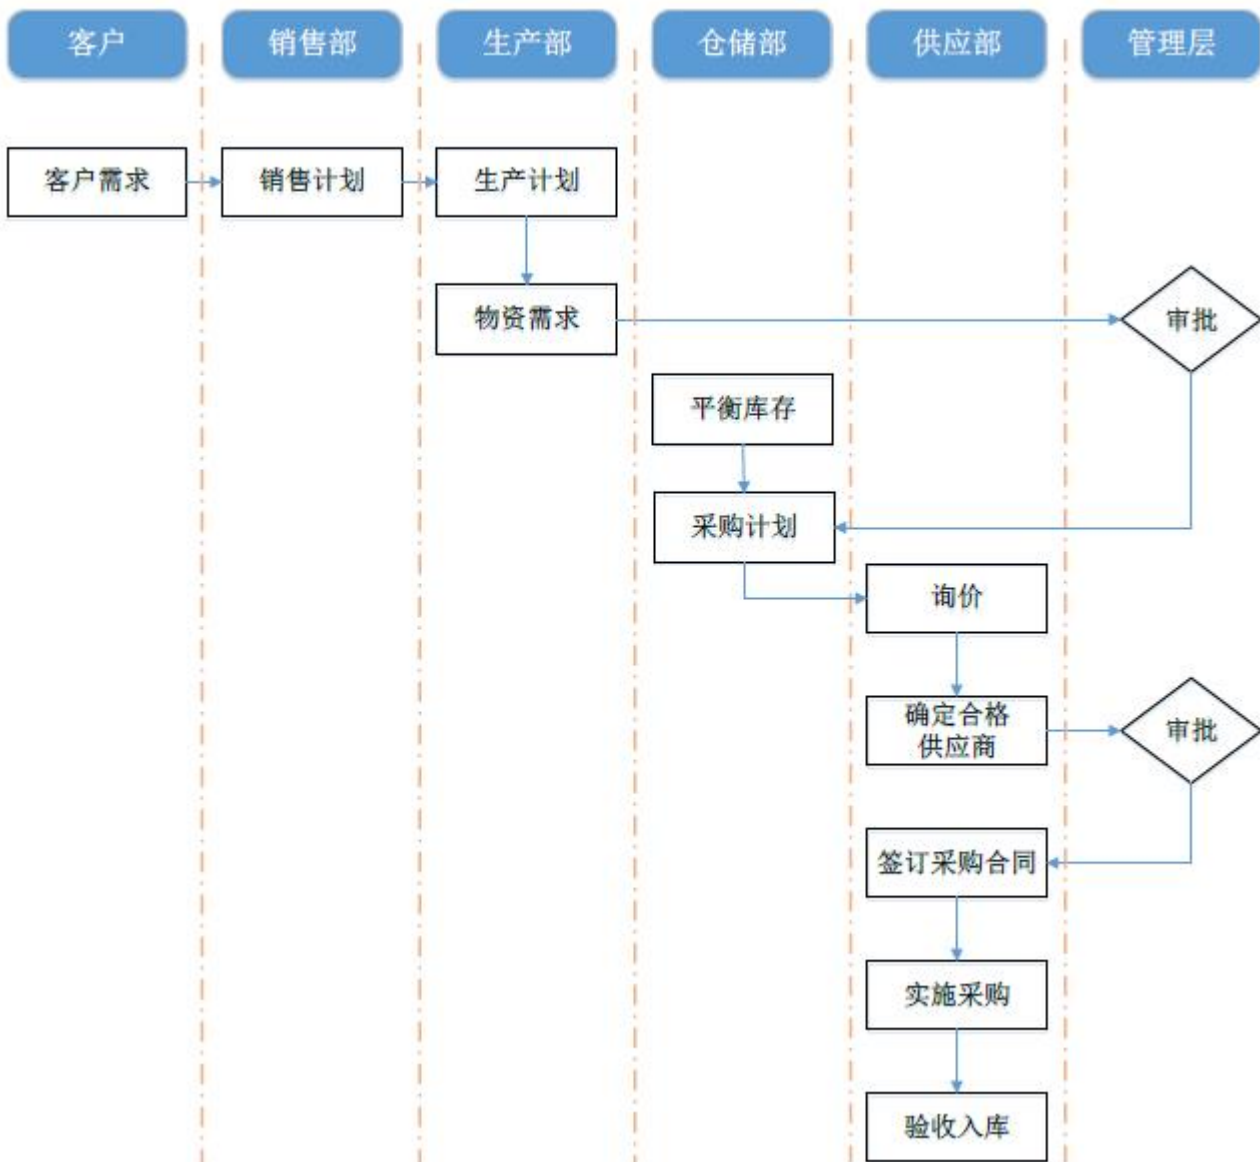 客户
销售部
生产部
仓储部
供应部
管理层
客户需求
销售计划
生产计划
物资需求
审批
平衡库存
采购计划
询价
确定合格
供应商
审批
签订采购合同
实施采购
验收入库